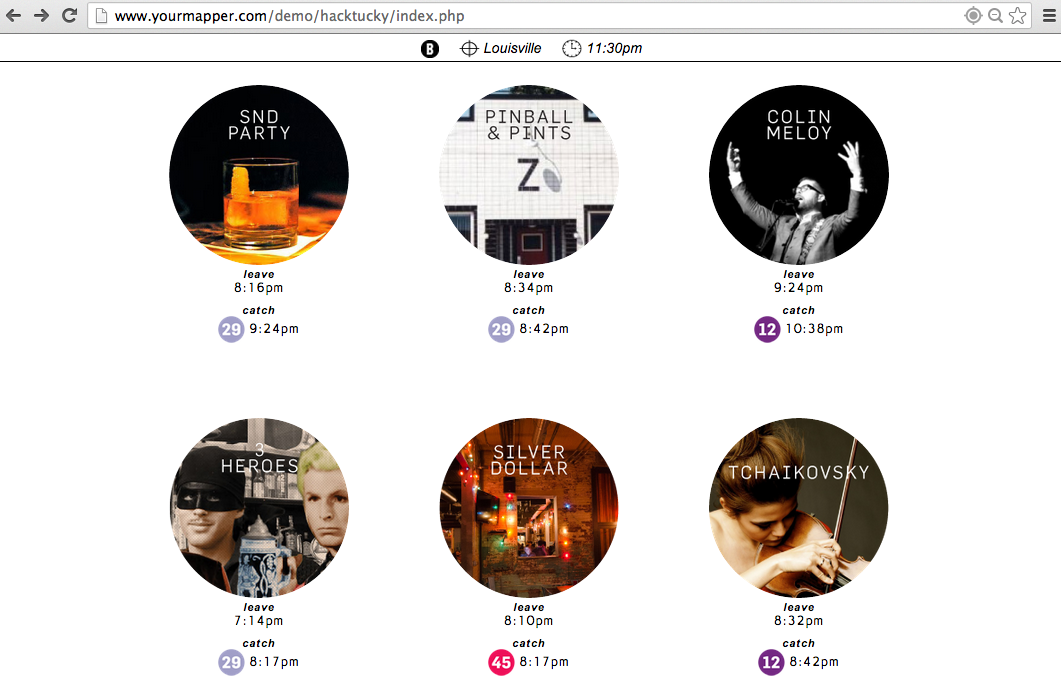 www.yourmapper.com/demo/hacktucky/index.php
B Louisville 11:30pm
SND
PARTY
leave
8:16pm
catch
29 9:24pm
PINBALL
& PINTS
Z
leave
8:34pm
catch
29 8:42pm
COLIN
MELOY
leave
9:24pm
catch
12 10:38pm
3
HEROES
leave
7:14pm
catch
29 8:17pm
SILVER
DOLLAR
leave
8:10pm
catch
45 8:17pm
TCHAIKOVSKY
leave
8:32pm
catch
12 8:42pm